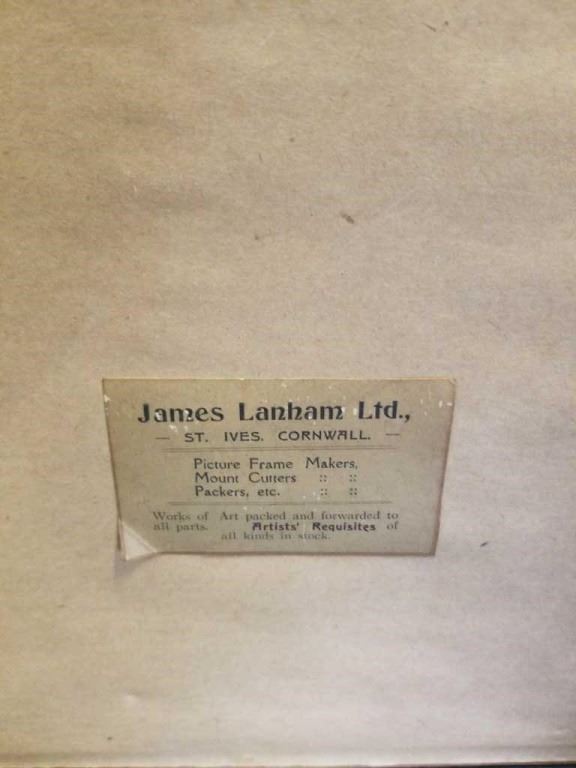 James Lanham Ltd.,
— ST. IVES. CORNWALL. —
Picture Frame Makers,
Mount Cutters :: ::
Packers, etc. :: ::
Works of Art packed and forwarded to
all parts. Artists' Requisites of
all kinds in stock.